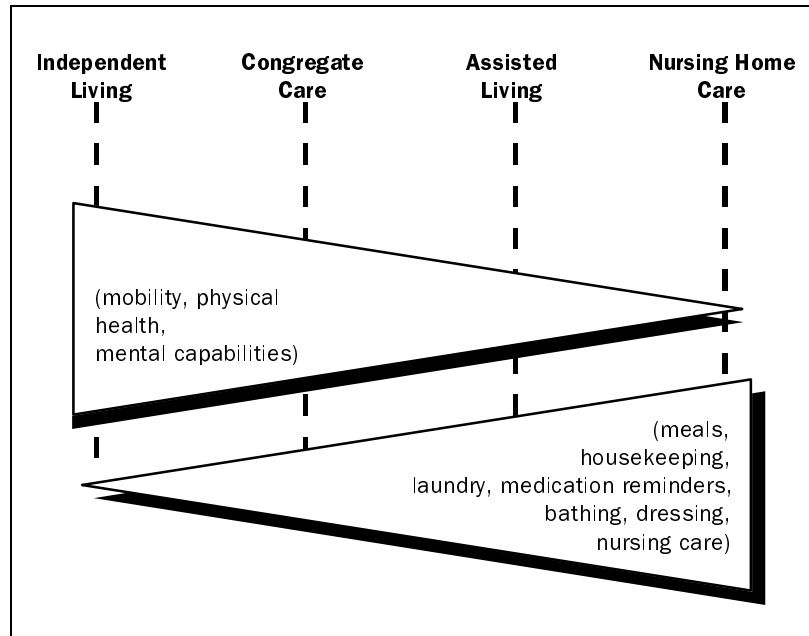 Independent
Living
Congregate
Care
Assisted
Living
Nursing Home
Care
(mobility, physical
health,
mental capabilities)
(meals,
housekeeping,
laundry, medication reminders,
bathing, dressing,
nursing care)